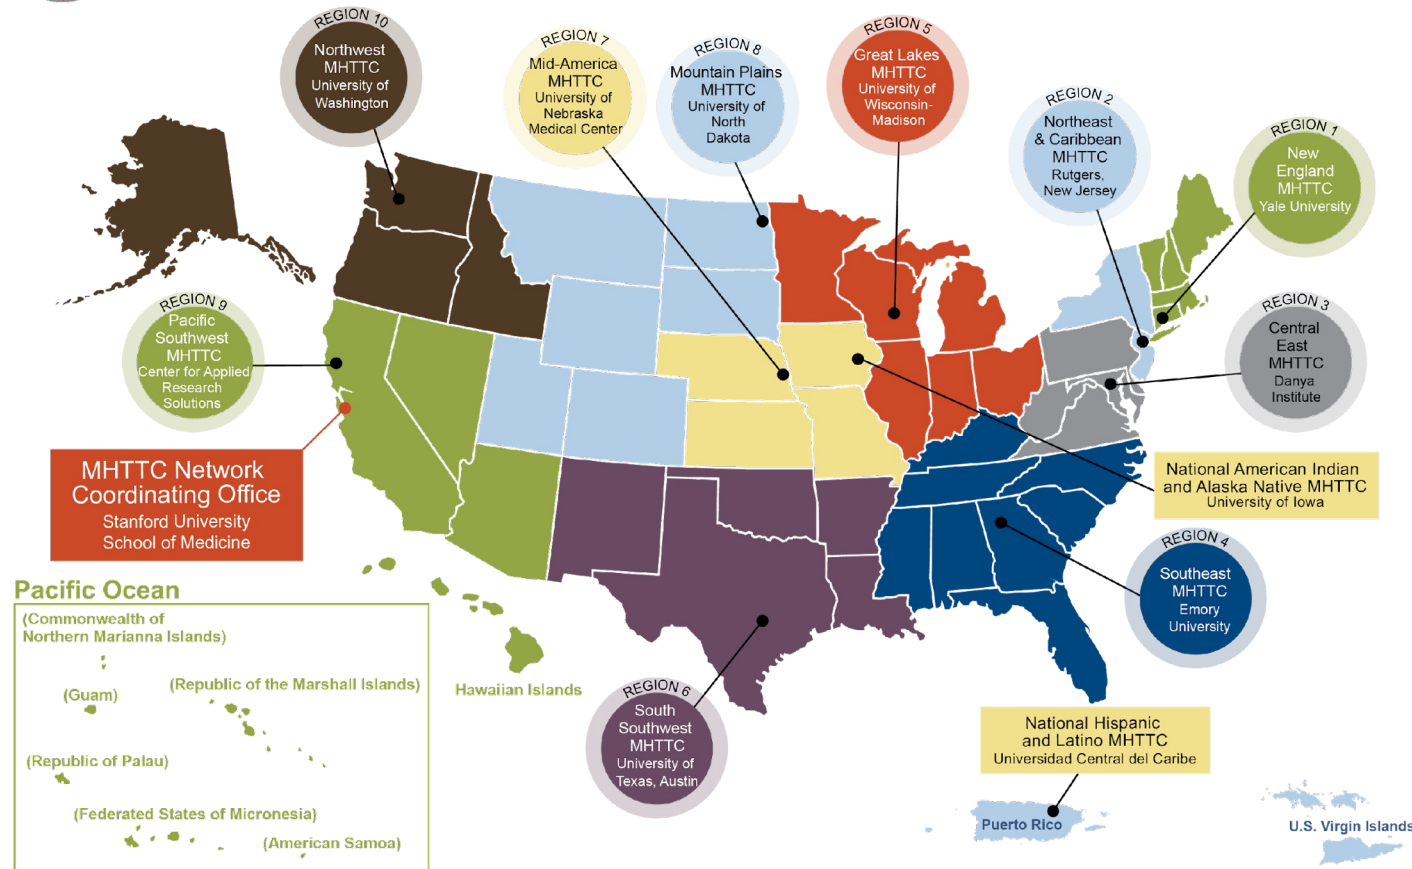 REGION 10
Northwest
MHTTC
University of
Washington
REGION 7
Mid-America
MHTTC
University of
Nebraska
Medical Center
REGION 8
Mountain Plains
MHTTC
University of
North
Dakota
REGION 5
Great Lakes
MHTTC
University of
Wisconsin-
Madison
REGION 2
Northeast
& Caribbean
MHTTC
Rutgers,
New Jersey
REGION 1
New
England
MHTTC
Yale University
REGION 9
Pacific
Southwest
MHTTC
Center for Applied
Research
Solutions
REGION 3
Central
East
MHTTC
Danya
Institute
MHTTC Network
Coordinating Office
Stanford University
School of Medicine
National American Indian
and Alaska Native MHTTC
University of Iowa
REGION 4
Southeast
MHTTC
Emory
University
Pacific Ocean
(Commonwealth of
Northern Marianna Islands)
(Guam)
(Republic of the Marshall Islands)
(Republic of Palau)
(Federated States of Micronesia)
(American Samoa)
Hawaiian Islands
REGION 6
South
Southwest
MHTTC
University of
Texas, Austin
National Hispanic
and Latino MHTTC
Universidad Central del Caribe
Puerto Rico
U.S. Virgin Islands